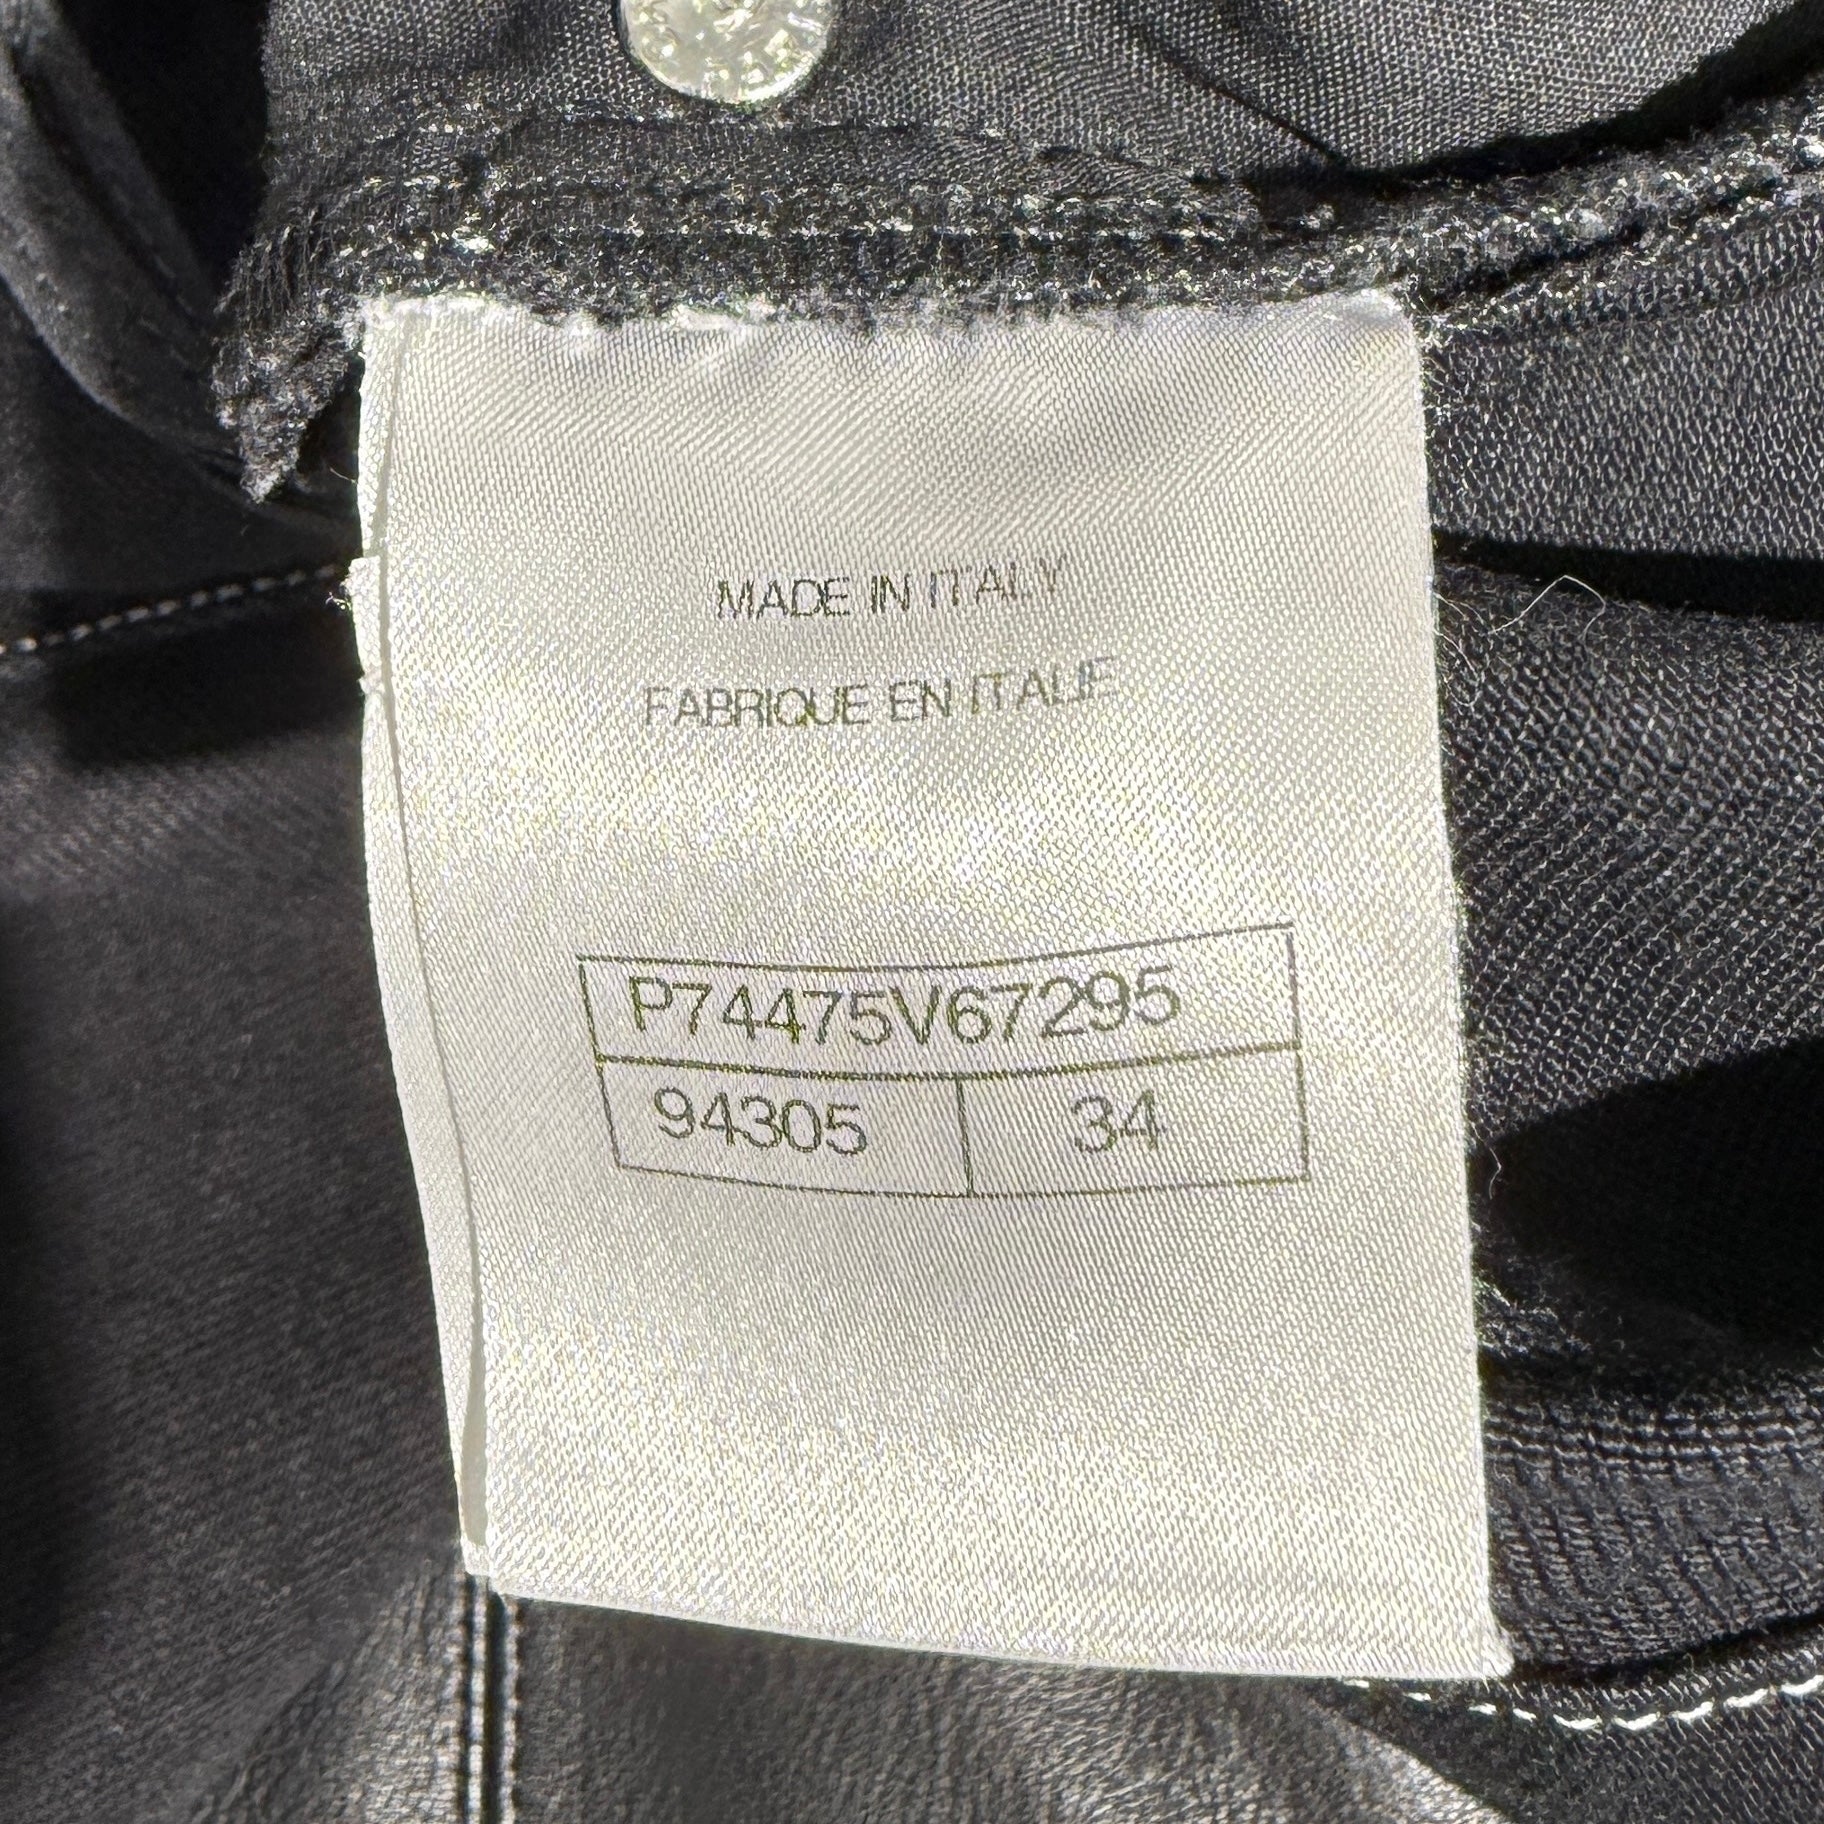 MADE IN ITALY
FABRIQUE EN ITALIE
P74475V67295
94305 34